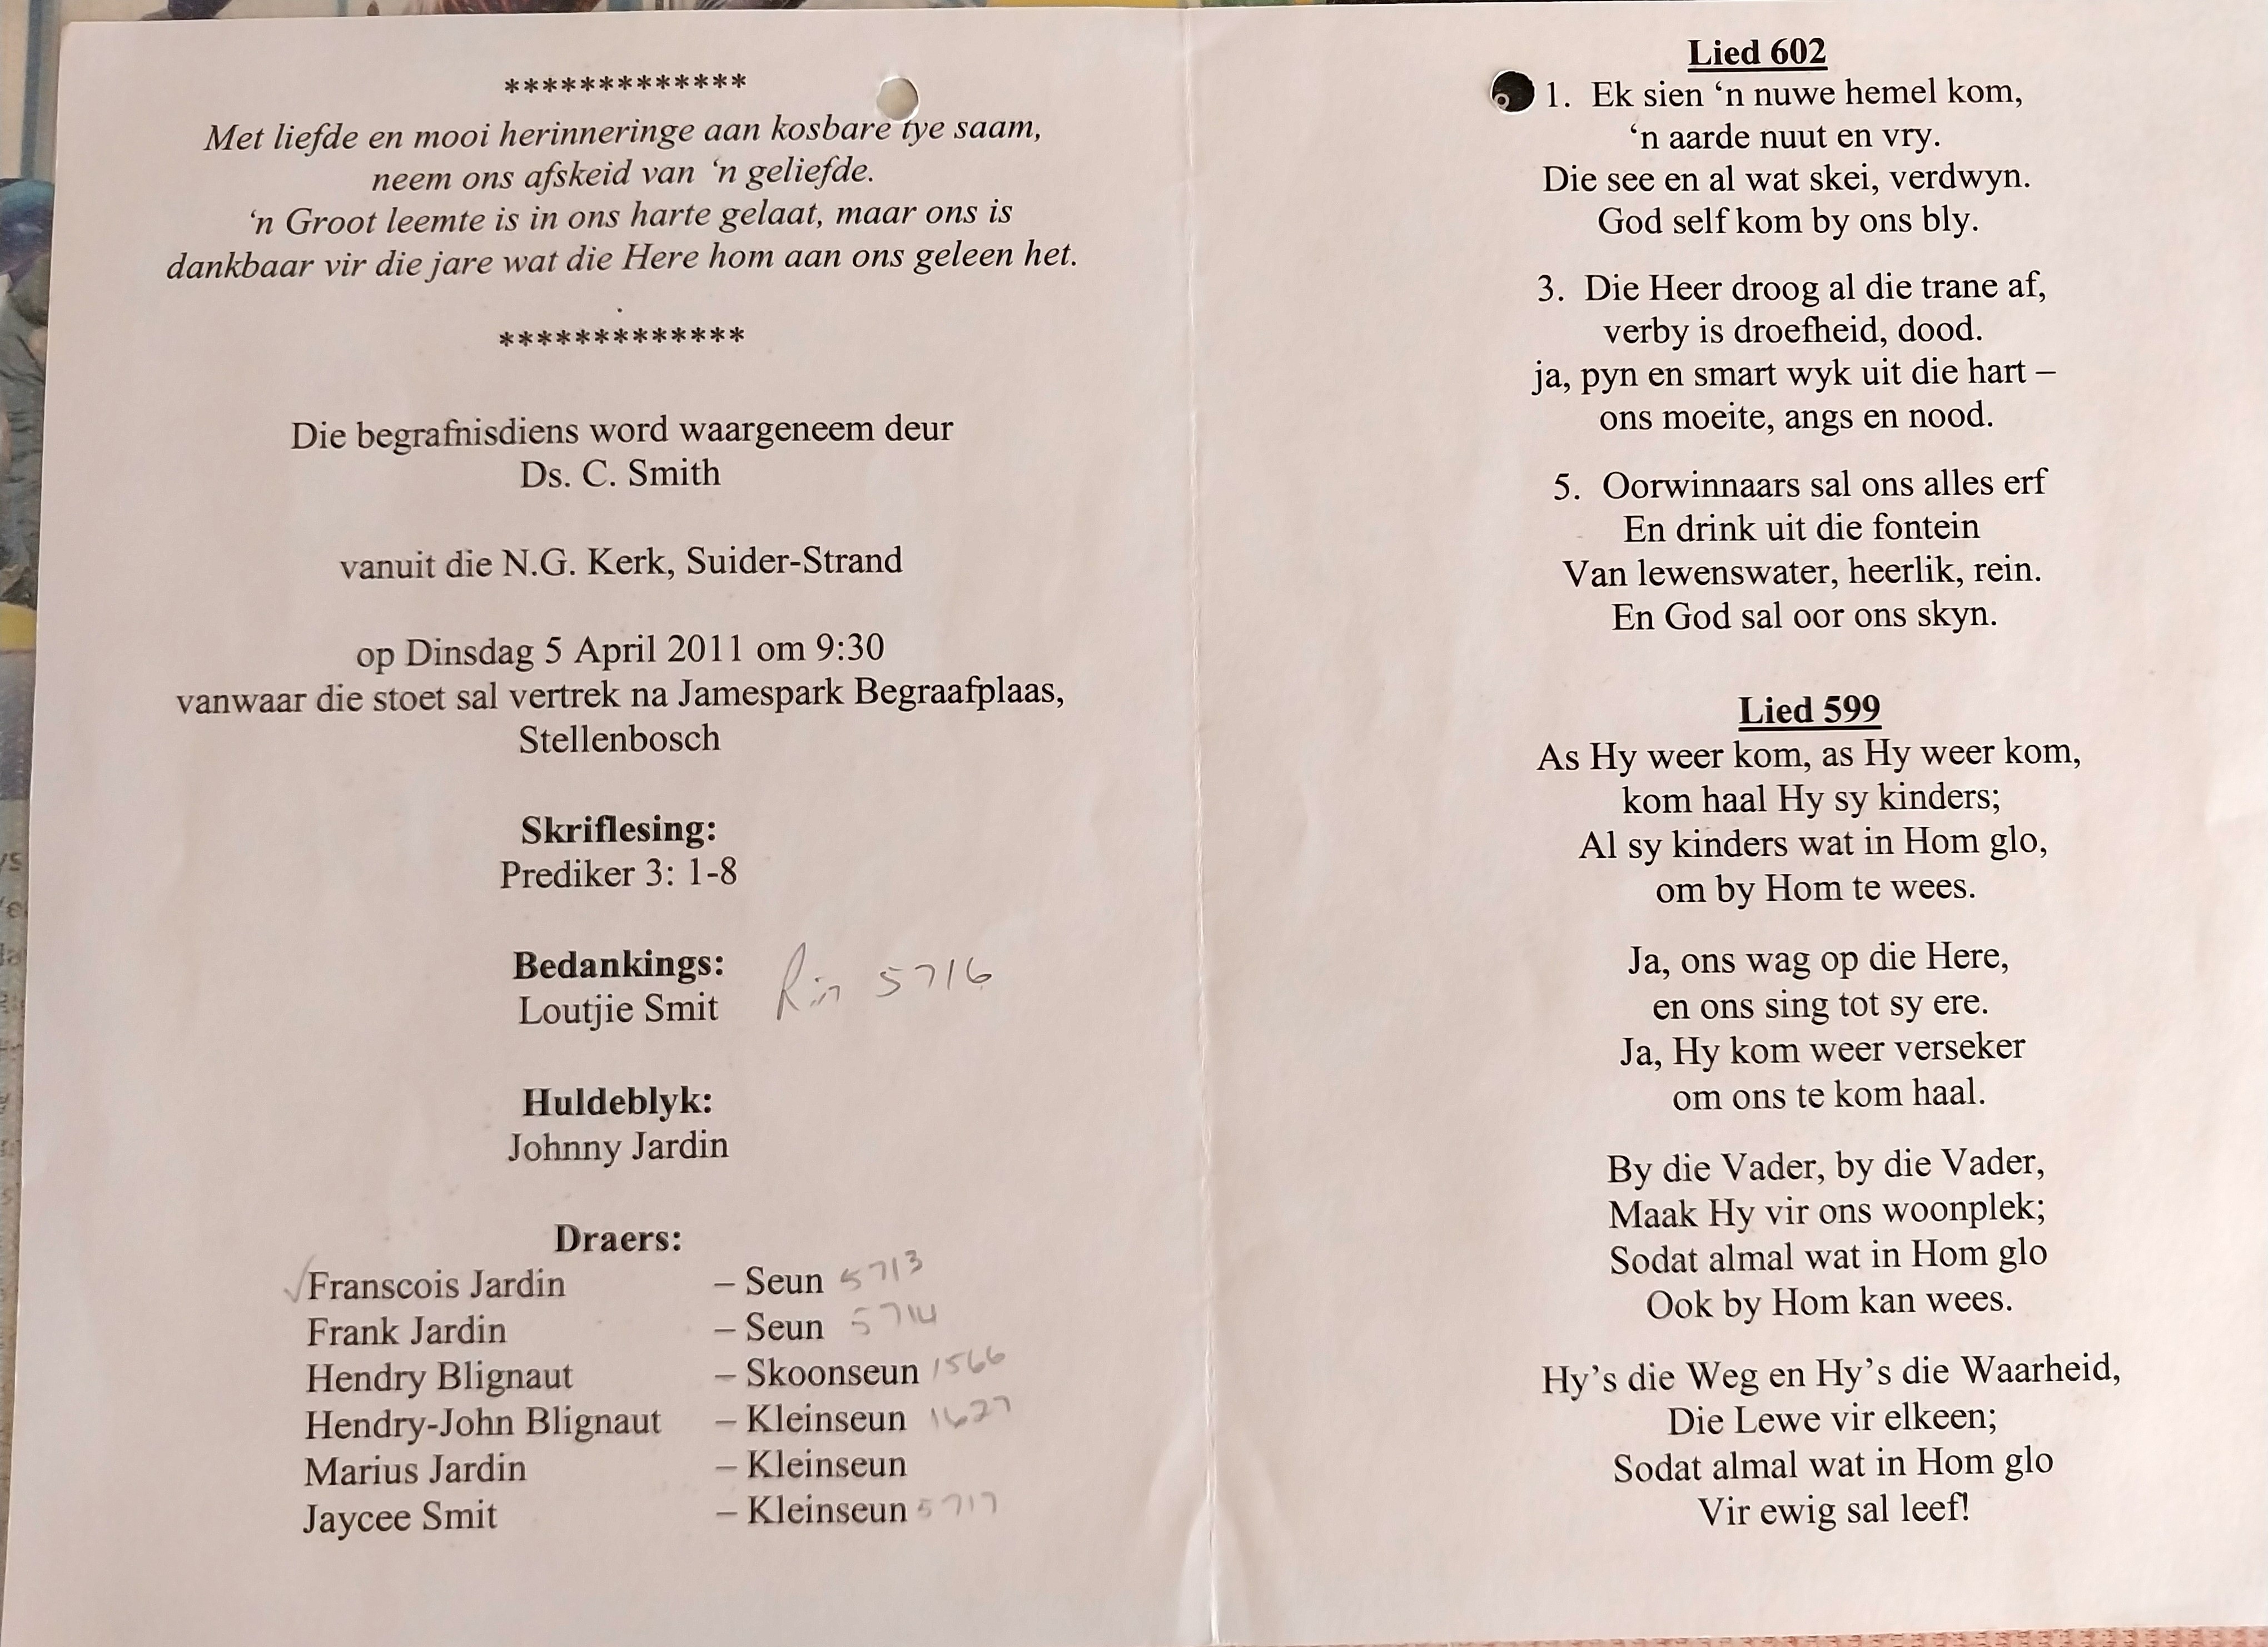 *************
Met liefde en mooi herinneringe aan kosbare tye saam,
neem ons afskeid van ‘n geliefde.
‘n Groot leemte is in ons harte gelaat, maar ons is
dankbaar vir die jare wat die Here hom aan ons geleen het.
.
*************
Die begrafnisdiens word waargeneem deur
Ds. C. Smith
vanuit die N.G. Kerk, Suider-Strand
op Dinsdag 5 April 2011 om 9:30
vanwaar die stoet sal vertrek na Jamespark Begraafplaas,
Stellenbosch
Skriflesing:
Prediker 3: 1-8
Bedankings:
Loutjie Smit 5716
Huldeblyk:
Johnny Jardin
Draers:
√Franscois Jardin – Seun 5713
Frank Jardin – Seun 5714
Hendry Blignaut – Skoonseun 1566
Hendry-John Blignaut – Kleinseun 1627
Marius Jardin – Kleinseun
Jaycee Smit – Kleinseun 5717
Lied 602
1. Ek sien ‘n nuwe hemel kom,
‘n aarde nuut en vry.
Die see en al wat skei, verdwyn.
God self kom by ons bly.
3. Die Heer droog al die trane af,
verby is droefheid, dood.
ja, pyn en smart wyk uit die hart –
ons moeite, angs en nood.
5. Oorwinnaars sal ons alles erf
En drink uit die fontein
Van lewenswater, heerlik, rein.
En God sal oor ons skyn.
Lied 599
As Hy weer kom, as Hy weer kom,
kom haal Hy sy kinders;
Al sy kinders wat in Hom glo,
om by Hom te wees.
Ja, ons wag op die Here,
en ons sing tot sy ere.
Ja, Hy kom weer verseker
om ons te kom haal.
By die Vader, by die Vader,
Maak Hy vir ons woonplek;
Sodat almal wat in Hom glo
Ook by Hom kan wees.
Hy’s die Weg en Hy’s die Waarheid,
Die Lewe vir elkeen;
Sodat almal wat in Hom glo
Vir ewig sal leef!